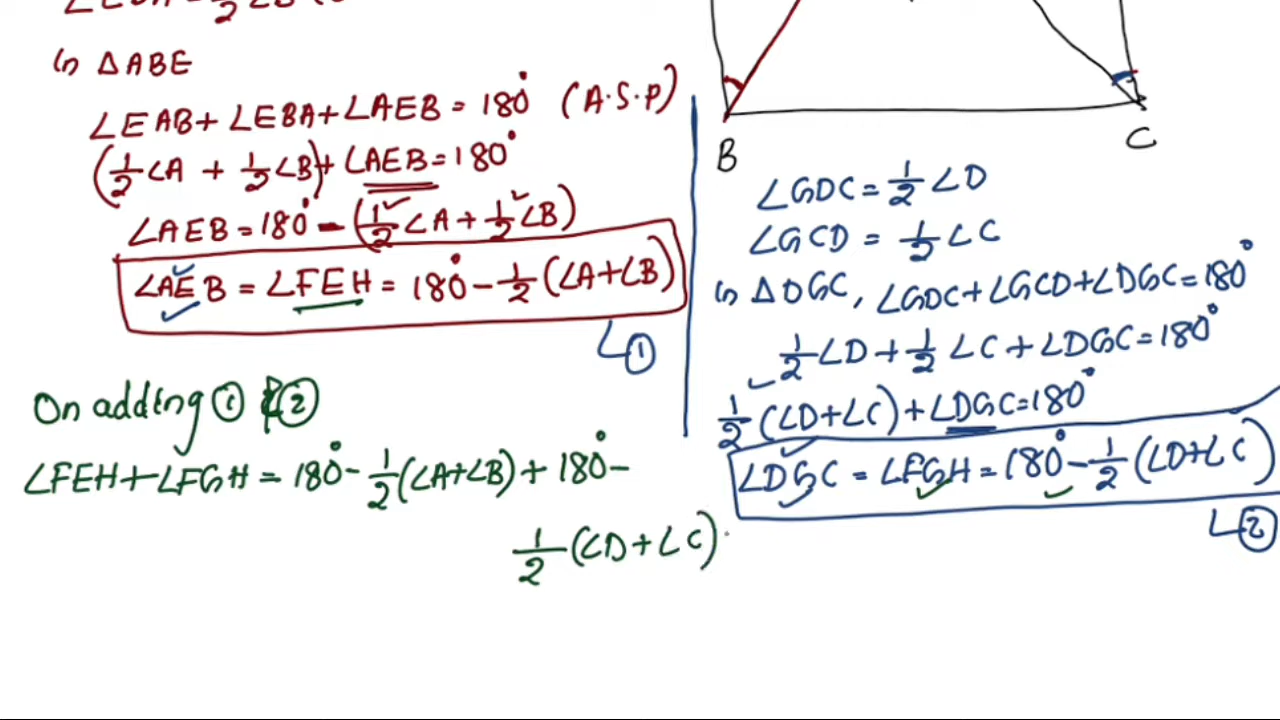 In ΔABE
∠EAB + ∠EBA + ∠AEB = 180° (A.S.P)
(1/2 ∠A + 1/2 ∠B) + ∠AEB = 180°
∠AEB = 180° - (1/2 ∠A + 1/2 ∠B)
∠AEB = ∠FEH = 180° - 1/2 (∠A + ∠B)
①
On adding ① & ②
∠FEH + ∠FGH = 180° - 1/2 (∠A + ∠B) + 180° -
1/2 (∠D + ∠C)
B
C
∠GDC = 1/2 ∠D
∠GCD = 1/2 ∠C
In ΔDGC, ∠GDC + ∠GCD + ∠DGC = 180°
1/2 ∠D + 1/2 ∠C + ∠DGC = 180°
1/2 (∠D + ∠C) + ∠DGC = 180°
∠DGC = ∠FGH = 180° - 1/2 (∠D + ∠C)
②